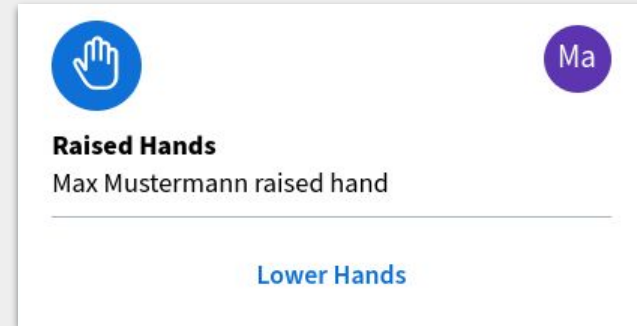 Ma
Raised Hands
Max Mustermann raised hand
Lower Hands